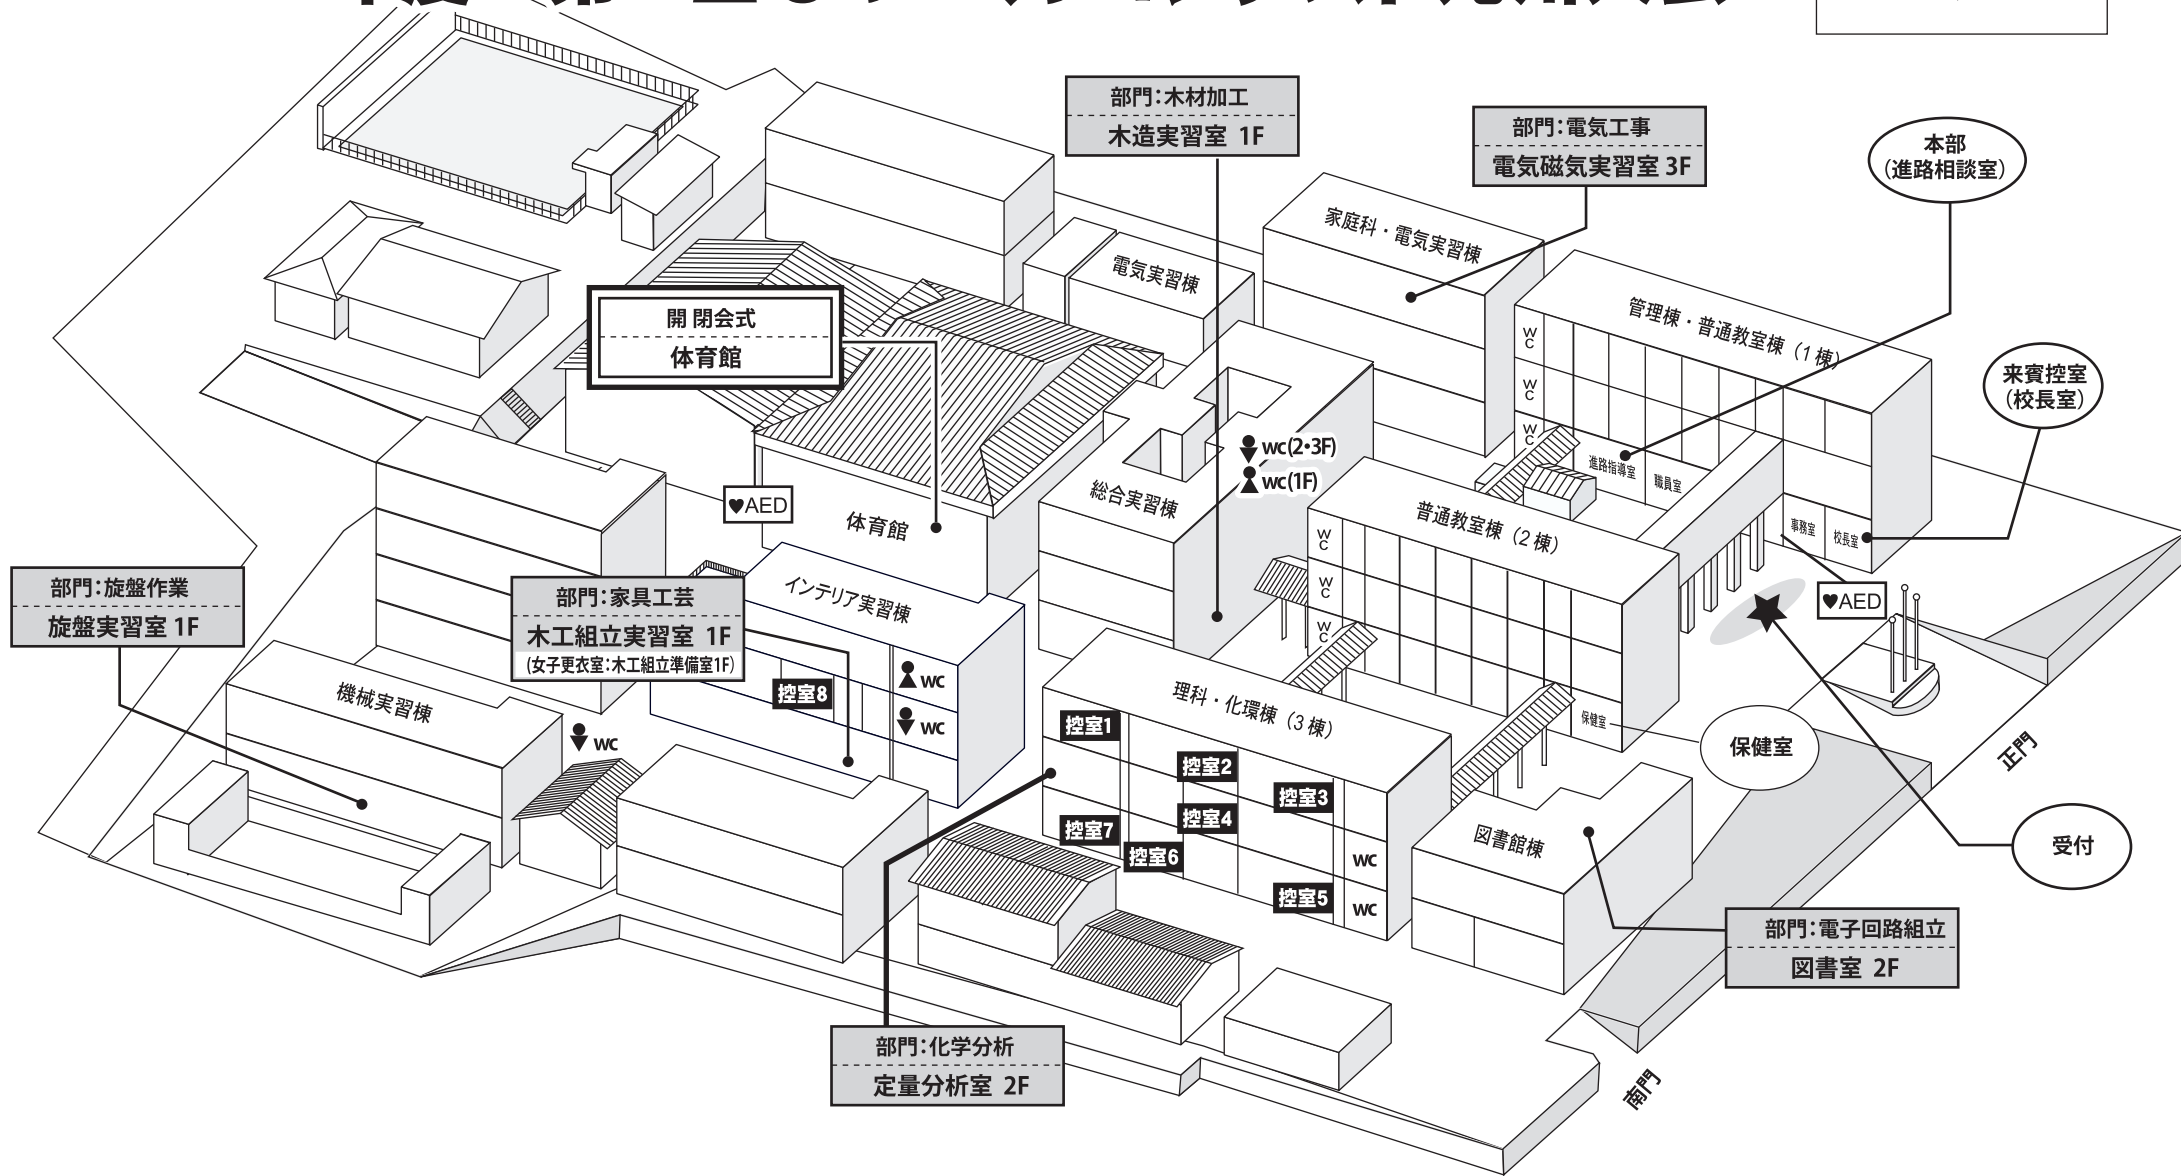 部門：木材加工
木造実習室 1F
部門：電気工事
電気磁気実習室 3F
本部
（進路相談室）
家庭科・電気実習棟
電気実習棟
管理棟・普通教室棟（1棟）
開閉会式
体育館
WC
WC
WC
来賓控室
（校長室）
wc(2・3F)
wc(1F)
進路指導室
職員室
総合実習棟
AED
体育館
普通教室棟（2棟）
事務室
校長室
WC
WC
WC
部門：旋盤作業
旋盤実習室 1F
部門：家具工芸
木工組立実習室 1F
（女子更衣室：木工組立準備室1F）
インテリア実習棟
AED
機械実習棟
wc
控室8
wc
wc
理科・化環棟（3棟）
控室1
控室2
控室3
控室4
控室7
控室6
控室5
wc
wc
保健室
保健室
正門
図書館棟
受付
部門：電子回路組立
図書室 2F
部門：化学分析
定量分析室 2F
南門